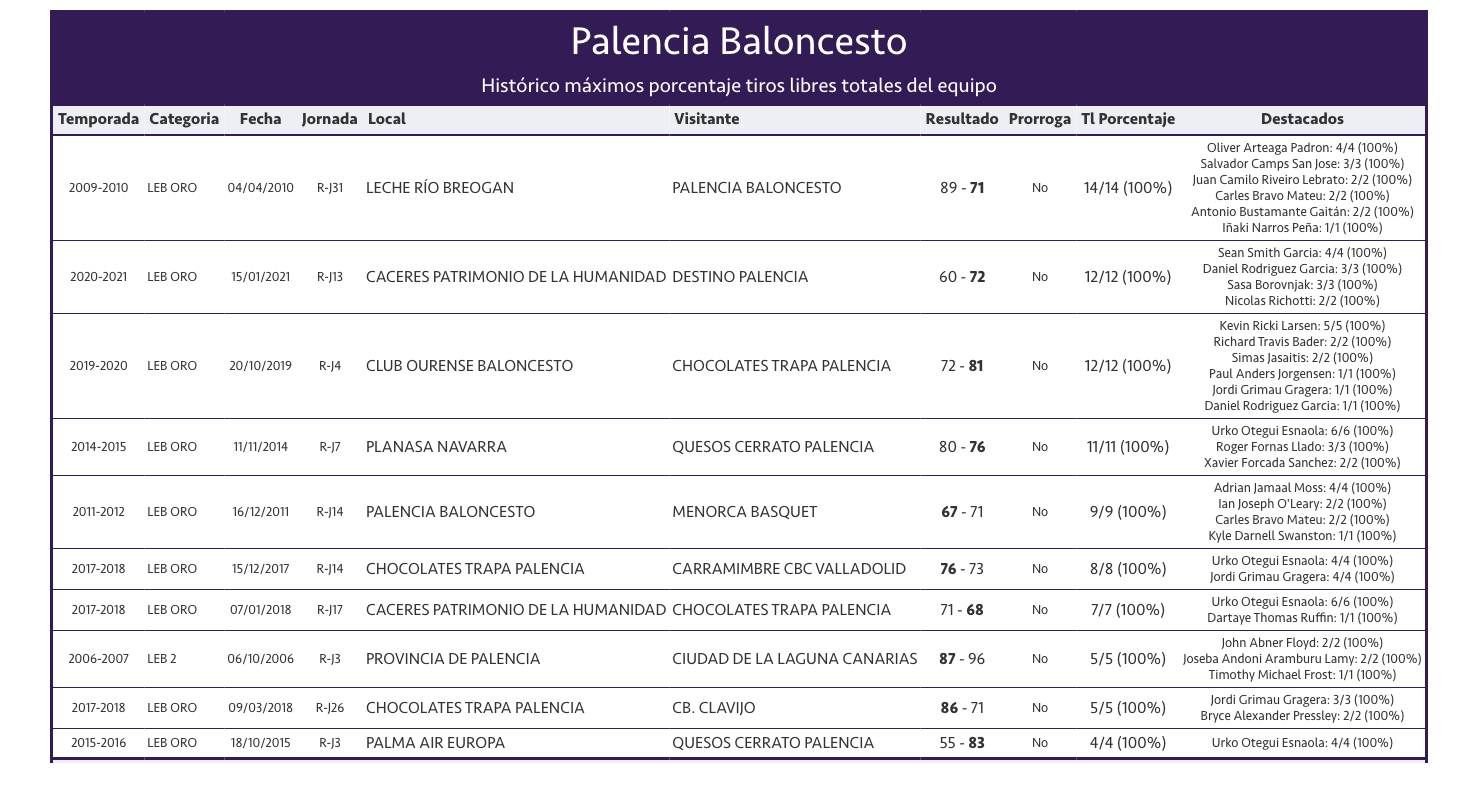 Palencia Baloncesto
Histórico máximos porcentaje tiros libres totales del equipo
Temporada Categoria Fecha Jornada Local Visitante Resultado Prorroga Tl Porcentaje Destacados
2009-2010 LEB ORO 04/04/2010 R-J31 LECHE RÍO BREOGAN PALENCIA BALONCESTO 89 - 71 No 14/14 (100%)
Oliver Arteaga Padron: 4/4 (100%)
Salvador Camps San Jose: 3/3 (100%)
Juan Camilo Riveiro Lebrato: 2/2 (100%)
Carles Bravo Mateu: 2/2 (100%)
Antonio Bustamante Gaitán: 2/2 (100%)
Iñaki Narros Peña: 1/1 (100%)
2020-2021 LEB ORO 15/01/2021 R-J13 CACERES PATRIMONIO DE LA HUMANIDAD DESTINO PALENCIA 60 - 72 No 12/12 (100%)
Sean Smith Garcia: 4/4 (100%)
Daniel Rodriguez Garcia: 3/3 (100%)
Sasa Borovnjak: 3/3 (100%)
Nicolas Richotti: 2/2 (100%)
2019-2020 LEB ORO 20/10/2019 R-J4 CLUB OURENSE BALONCESTO CHOCOLATES TRAPA PALENCIA 72 - 81 No 12/12 (100%)
Kevin Ricki Larsen: 5/5 (100%)
Richard Travis Bader: 2/2 (100%)
Simas Jasaitis: 2/2 (100%)
Paul Anders Jorgensen: 1/1 (100%)
Jordi Grimau Gragera: 1/1 (100%)
Daniel Rodriguez Garcia: 1/1 (100%)
2014-2015 LEB ORO 11/11/2014 R-J7 PLANASA NAVARRA QUESOS CERRATO PALENCIA 80 - 76 No 11/11 (100%)
Urko Otegui Esnaola: 6/6 (100%)
Roger Fornas Llado: 3/3 (100%)
Xavier Forcada Sanchez: 2/2 (100%)
2011-2012 LEB ORO 16/12/2011 R-J14 PALENCIA BALONCESTO MENORCA BASQUET 67 - 71 No 9/9 (100%)
Adrian Jamaal Moss: 4/4 (100%)
Ian Joseph O'Leary: 2/2 (100%)
Carles Bravo Mateu: 2/2 (100%)
Kyle Darnell Swanston: 1/1 (100%)
2017-2018 LEB ORO 15/12/2017 R-J14 CHOCOLATES TRAPA PALENCIA CARRAMIMBRE CBC VALLADOLID 76 - 73 No 8/8 (100%)
Urko Otegui Esnaola: 4/4 (100%)
Jordi Grimau Gragera: 4/4 (100%)
2017-2018 LEB ORO 07/01/2018 R-J17 CACERES PATRIMONIO DE LA HUMANIDAD CHOCOLATES TRAPA PALENCIA 71 - 68 No 7/7 (100%)
Urko Otegui Esnaola: 6/6 (100%)
Dartaye Thomas Ruffin: 1/1 (100%)
2006-2007 LEB 2 06/10/2006 R-J3 PROVINCIA DE PALENCIA CIUDAD DE LA LAGUNA CANARIAS 87 - 96 No 5/5 (100%)
John Abner Floyd: 2/2 (100%)
Joseba Andoni Aramburu Lamy: 2/2 (100%)
Timothy Michael Frost: 1/1 (100%)
2017-2018 LEB ORO 09/03/2018 R-J26 CHOCOLATES TRAPA PALENCIA CB. CLAVIJO 86 - 71 No 5/5 (100%)
Jordi Grimau Gragera: 3/3 (100%)
Bryce Alexander Pressley: 2/2 (100%)
2015-2016 LEB ORO 18/10/2015 R-J3 PALMA AIR EUROPA QUESOS CERRATO PALENCIA 55 - 83 No 4/4 (100%) Urko Otegui Esnaola: 4/4 (100%)